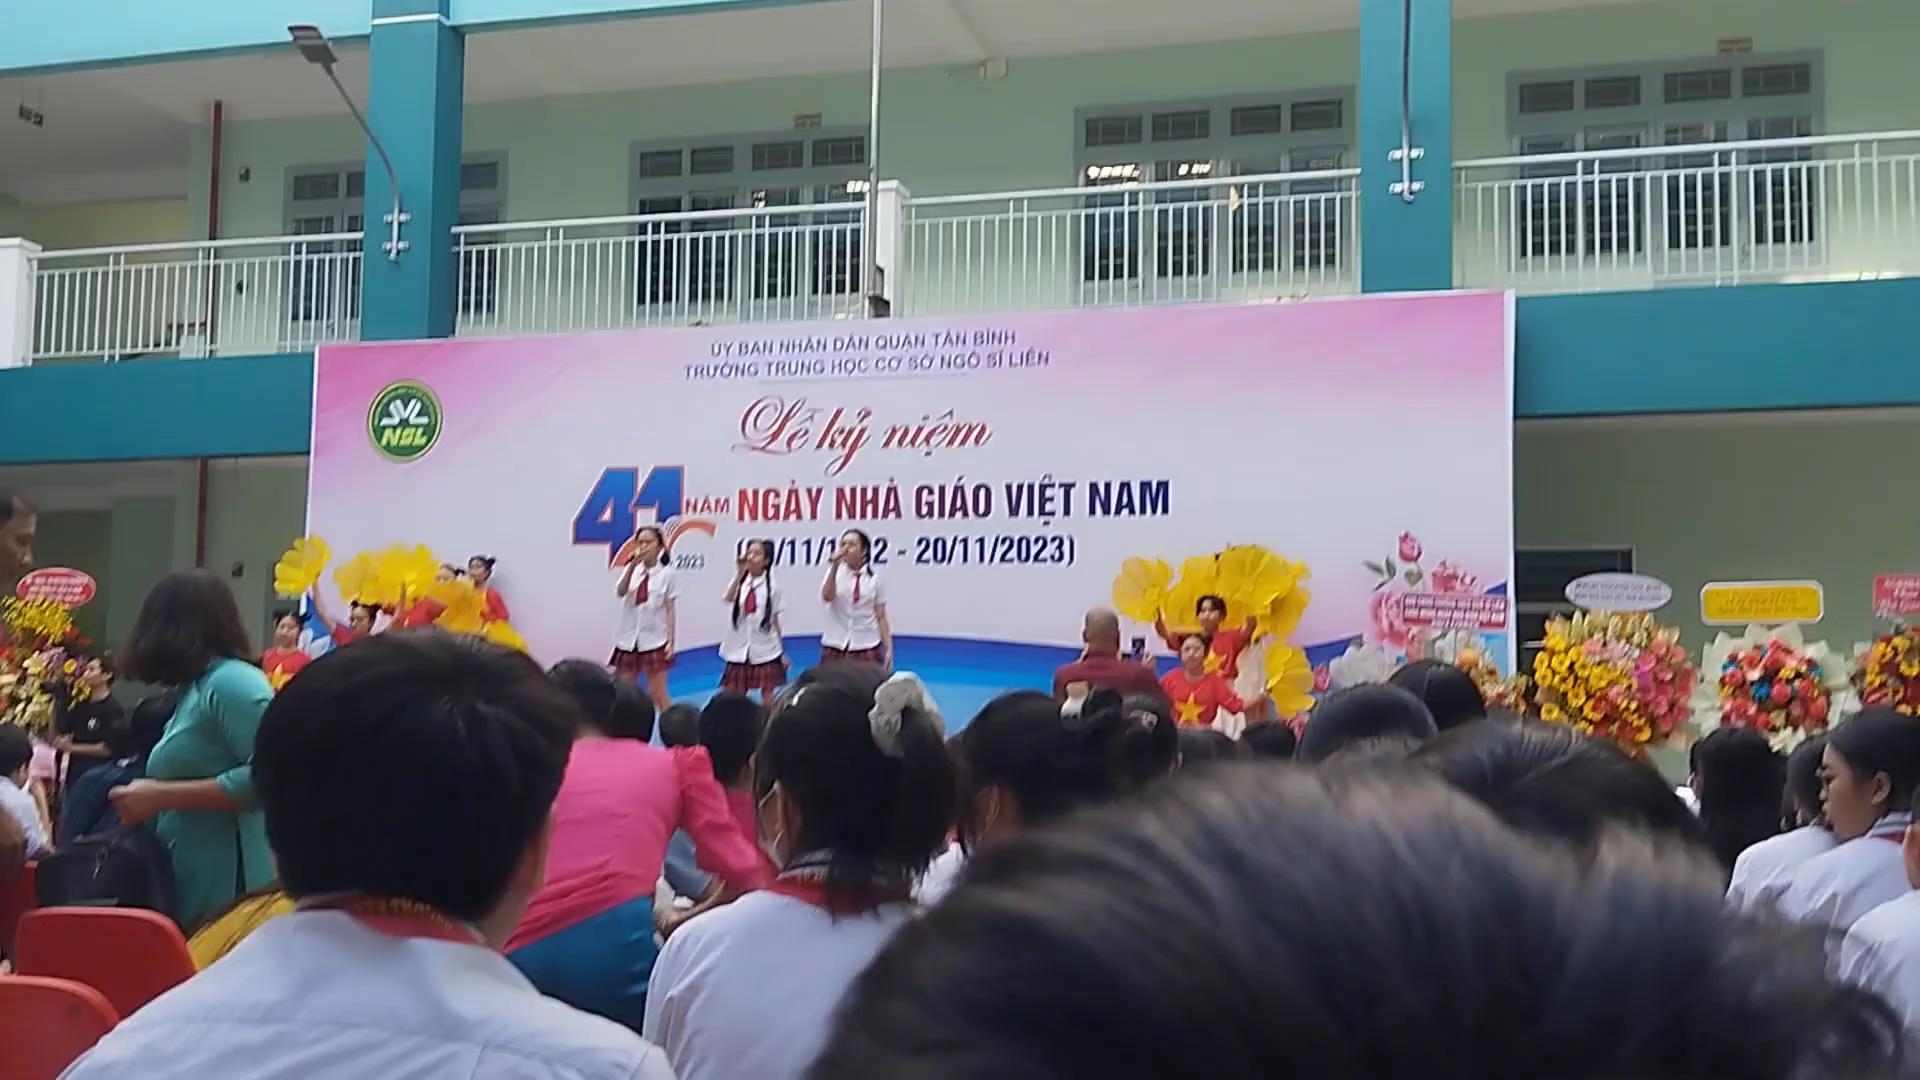 ỦY BAN NHÂN DÂN QUẬN TÂN BÌNH
TRƯỜNG TRUNG HỌC CƠ SỞ NGÔ SĨ LIÊN
NSL
Lễ kỷ niệm
41 NĂM NGÀY NHÀ GIÁO VIỆT NAM
2023
- 20/11/2023)